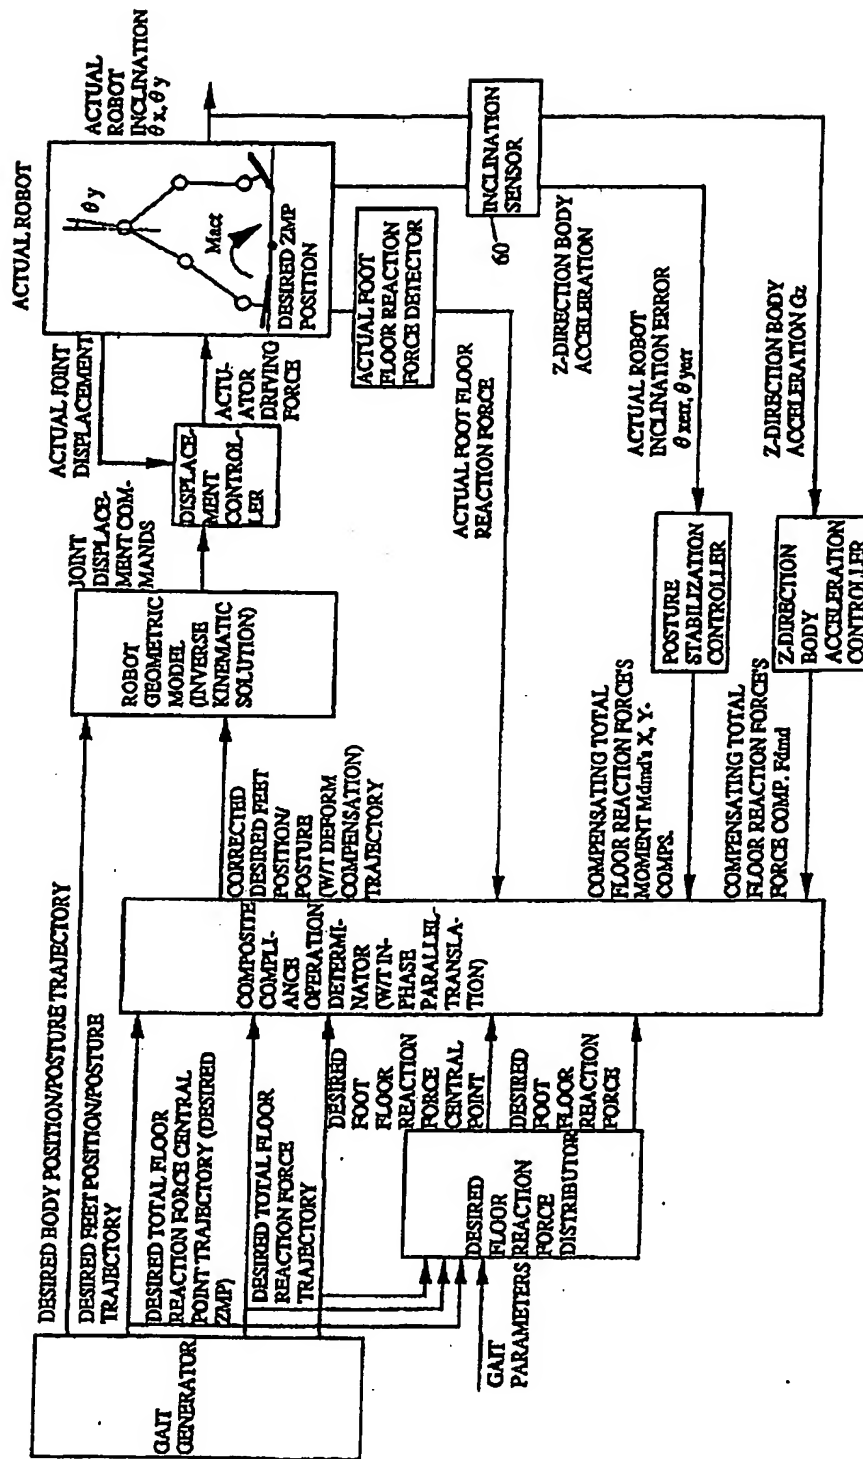 GAIT
GENERATOR
DESIRED BODY POSITION/POSTURE TRAJECTORY
DESIRED FEET POSITION/POSTURE
TRAJECTORY
DESIRED TOTAL FLOOR
REACTION FORCE CENTRAL
POINT TRAJECTORY (DESIRED
ZMP)
DESIRED TOTAL FLOOR
REACTION FORCE
TRAJECTORY
GAIT
PARAMETERS
DESIRED
FLOOR
REACTION
FORCE
DISTRIBUTOR
DESIRED
FOOT
FLOOR
REACTION
FORCE
CENTRAL
POINT
DESIRED
FOOT
FLOOR
REACTION
FORCE
COMPOSITE
COMPLI-
ANCE
OPERATION
DETERMI-
NATOR
(W/T IN-
PHASE
PARALLEL-
TRANSLA-
TION)
CORRECTED
DESIRED FEET
POSITION/
POSTURE
(W/T DEFORM
COMPENSATION)
TRAJECTORY
ROBOT
GEOMETRIC
MODEL
(INVERSE
KINEMATIC
SOLUTION)
JOINT
DISPLACE-
MENT COM-
MANDS
DISPLACE-
MENT
CONTROL-
LER
ACTUAL JOINT
DISPLACEMENT
ACTU-
ATOR
DRIVING
FORCE
ACTUAL ROBOT
θ y
Mact
DESIRED ZMP
POSITION
ACTUAL
ROBOT
INCLINATION
θ x, θ y
ACTUAL FOOT
FLOOR REACTION
FORCE DETECTOR
ACTUAL FOOT FLOOR
REACTION FORCE
INCLINATION
SENSOR
60
Z-DIRECTION BODY
ACCELERATION
ACTUAL ROBOT
INCLINATION ERROR
θ xerr, θ yerr
Z-DIRECTION BODY
ACCELERATION Gz
POSTURE
STABILIZATION
CONTROLLER
Z-DIRECTION
BODY
ACCELERATION
CONTROLLER
COMPENSATING TOTAL
FLOOR REACTION FORCE'S
MOMENT Mdmd's X, Y-
COMPS.
COMPENSATING TOTAL
FLOOR REACTION FORCE'S
FORCE COMP. Fdmd